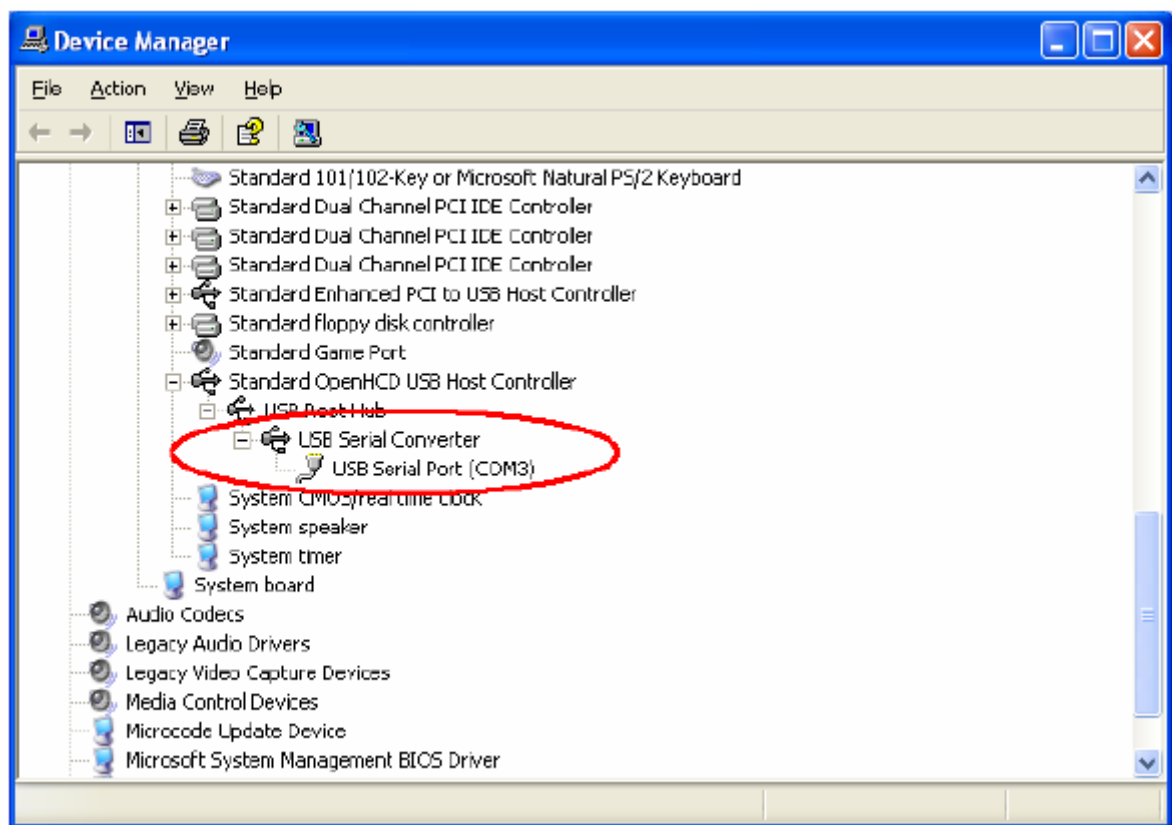 Device Manager
File Action View Help
Standard 101/102-Key or Microsoft Natural PS/2 Keyboard
Standard Dual Channel PCI IDE Controller
Standard Dual Channel PCI IDE Controller
Standard Dual Channel PCI IDE Controller
Standard Enhanced PCI to USB Host Controller
Standard floppy disk controller
Standard Game Port
Standard OpenHCD USB Host Controller
USB Root Hub
USB Serial Converter
USB Serial Port (COM3)
System CMOS/real time clock
System speaker
System timer
System board
Audio Codecs
Legacy Audio Drivers
Legacy Video Capture Devices
Media Control Devices
Microcode Update Device
Microsoft System Management BIOS Driver